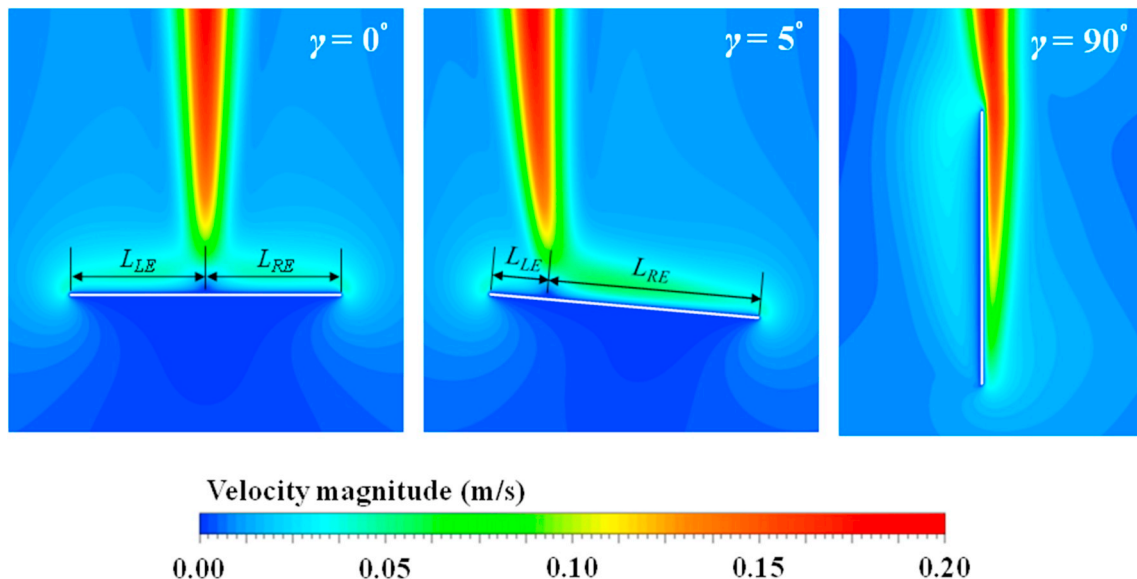 γ = 0°
γ = 5°
γ = 90°
L_LE
L_RE
L_LE
L_RE
Velocity magnitude (m/s)
0.00 0.05 0.10 0.15 0.20